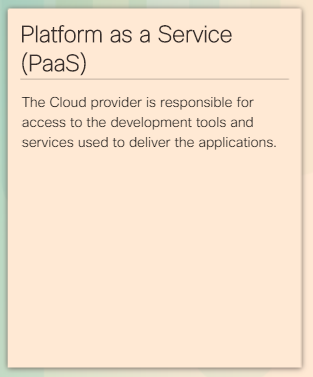 Platform as a Service
(PaaS)
The Cloud provider is responsible for
access to the development tools and
services used to deliver the applications.